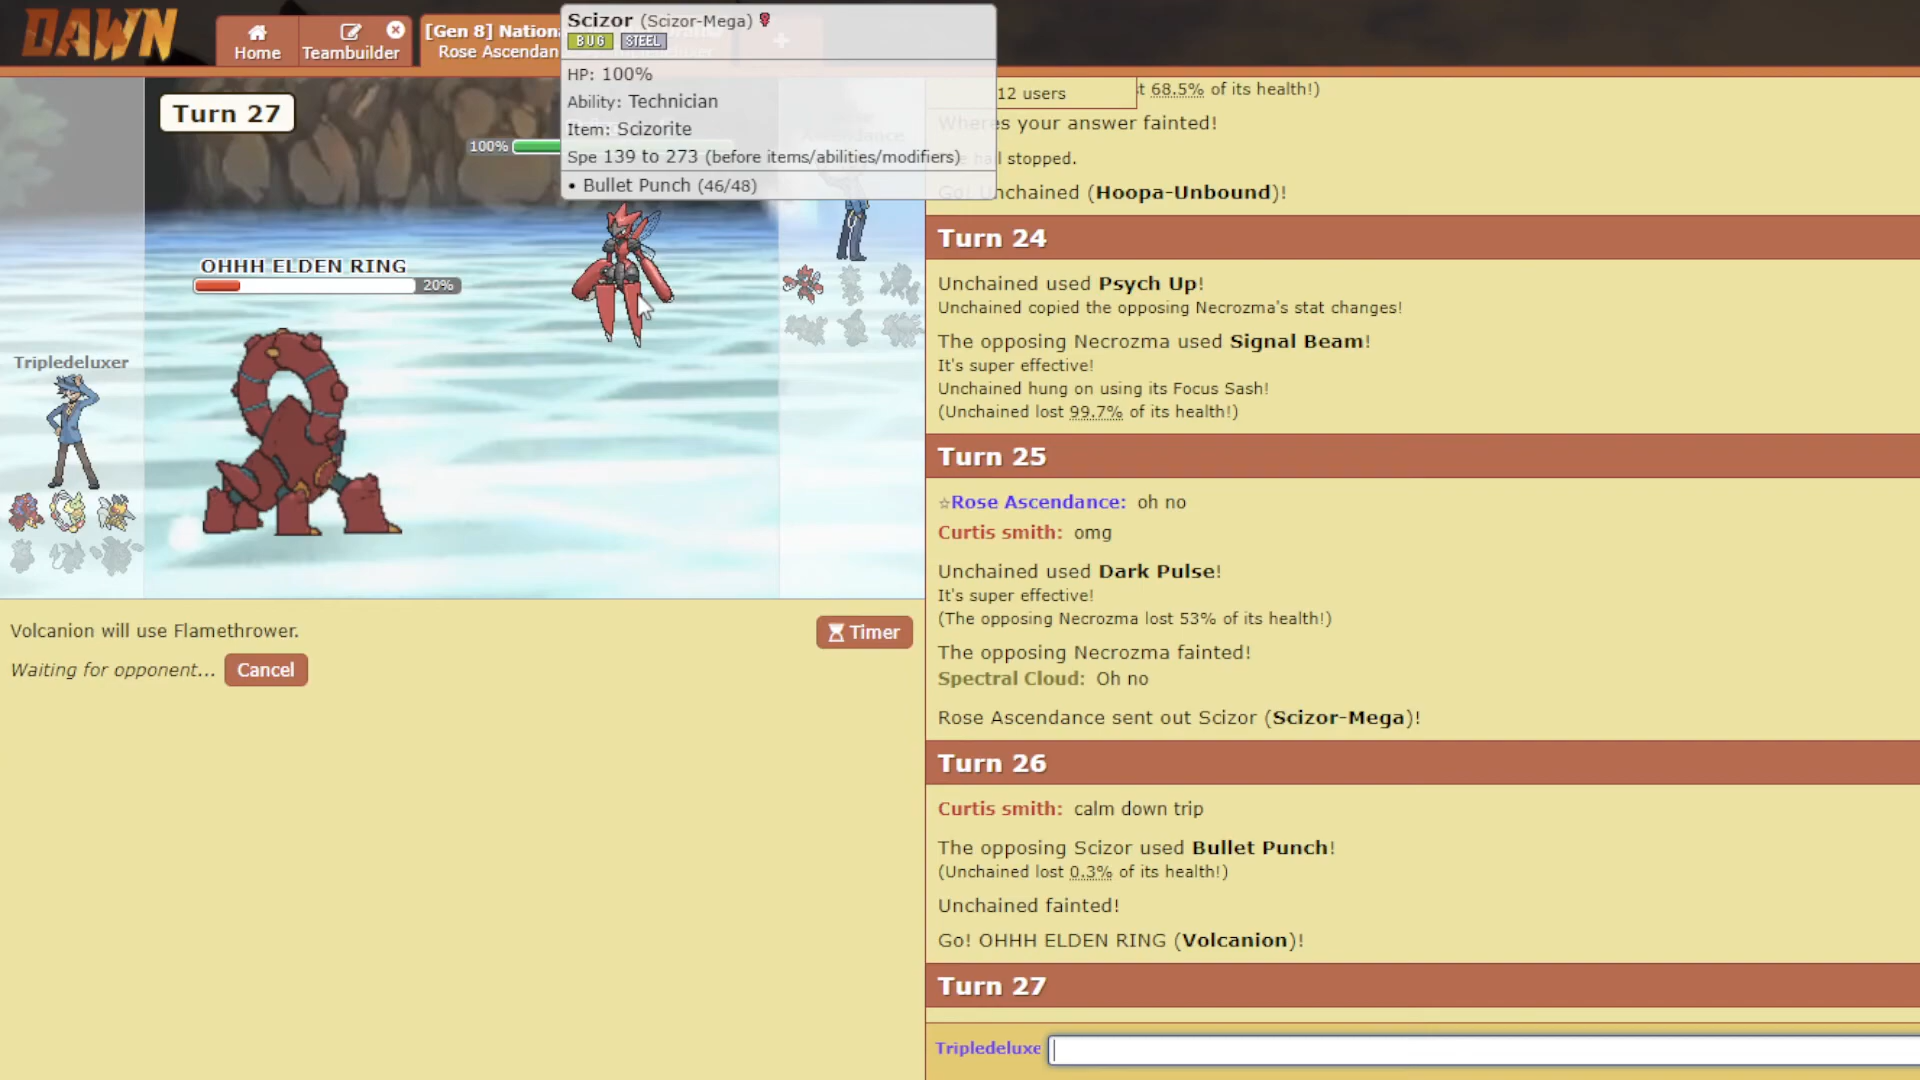 DAWN
Home
Teambuilder
[Gen 8] Nationa
Rose Ascendan
Scizor (Scizor-Mega)
BUG STEEL
HP: 100%
Ability: Technician
Item: Scizorite
Spe 139 to 273 (before items/abilities/modifiers)
• Bullet Punch (46/48)
Turn 27
100%
OHHH ELDEN RING
20%
Tripledeluxer
Volcanion will use Flamethrower.
Timer
Waiting for opponent... Cancel
12 users
t 68.5% of its health!)
Wheres your answer fainted!
hail stopped.
Go! Unchained (Hoopa-Unbound)!
Turn 24
Unchained used Psych Up!
Unchained copied the opposing Necrozma's stat changes!
The opposing Necrozma used Signal Beam!
It's super effective!
Unchained hung on using its Focus Sash!
(Unchained lost 99.7% of its health!)
Turn 25
☆Rose Ascendance: oh no
Curtis smith: omg
Unchained used Dark Pulse!
It's super effective!
(The opposing Necrozma lost 53% of its health!)
The opposing Necrozma fainted!
Spectral Cloud: Oh no
Rose Ascendance sent out Scizor (Scizor-Mega)!
Turn 26
Curtis smith: calm down trip
The opposing Scizor used Bullet Punch!
(Unchained lost 0.3% of its health!)
Unchained fainted!
Go! OHHH ELDEN RING (Volcanion)!
Turn 27
Tripledeluxe